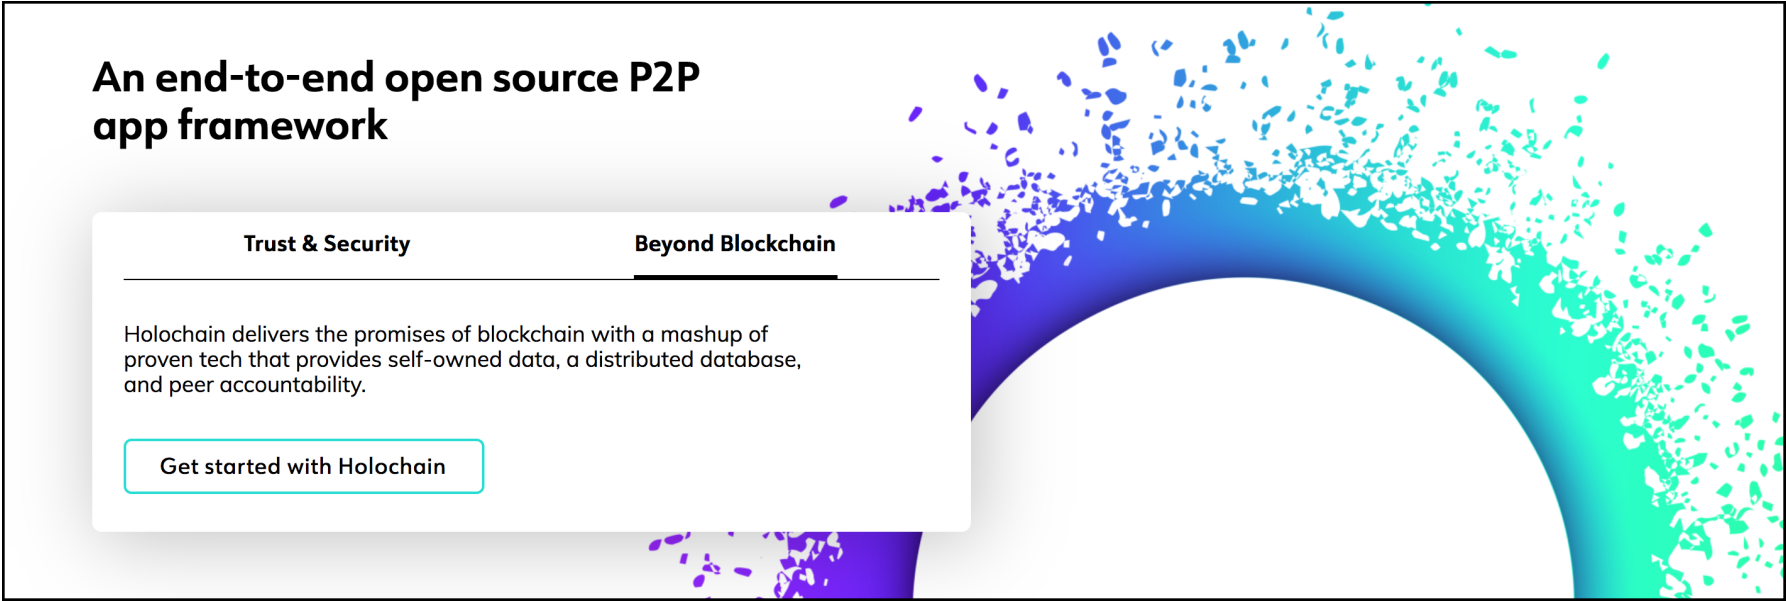 An end-to-end open source P2P
app framework
Trust & Security
Beyond Blockchain
Holochain delivers the promises of blockchain with a mashup of
proven tech that provides self-owned data, a distributed database,
and peer accountability.
Get started with Holochain